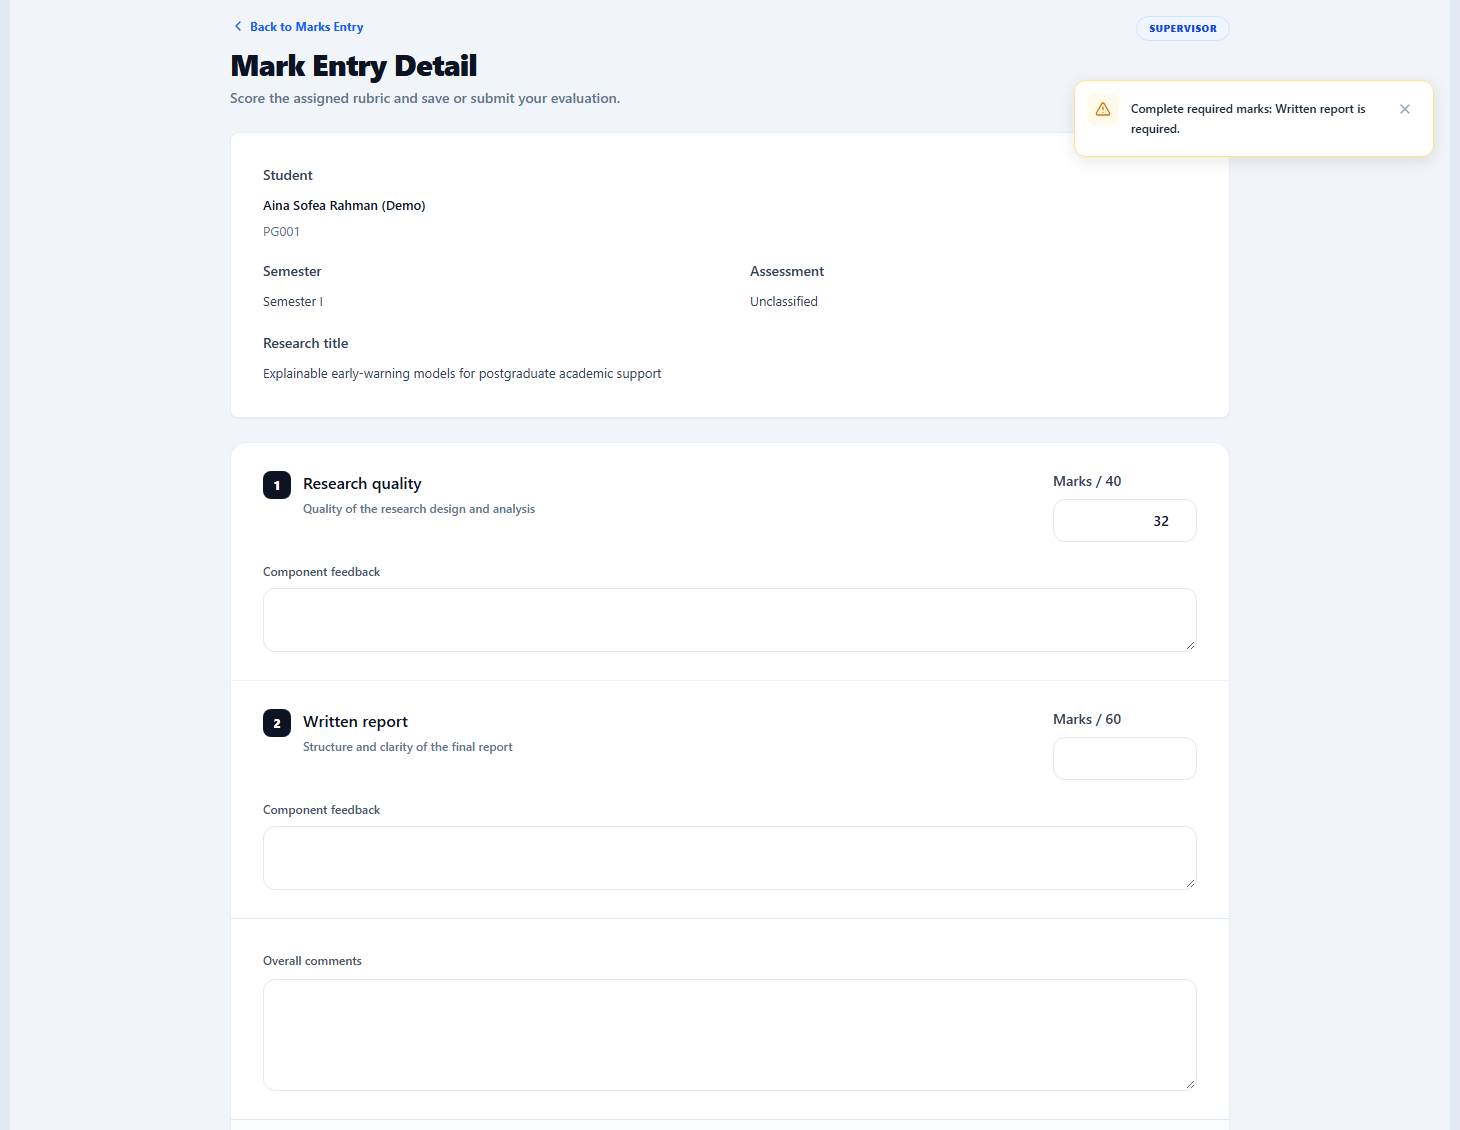 Back to Marks Entry
SUPERVISOR
Mark Entry Detail
Score the assigned rubric and save or submit your evaluation.
Complete required marks: Written report is
required.
Student
Aina Sofea Rahman (Demo)
PG001
Semester
Assessment
Semester I
Unclassified
Research title
Explainable early-warning models for postgraduate academic support
1
Research quality
Marks / 40
Quality of the research design and analysis
32
Component feedback
2
Written report
Marks / 60
Structure and clarity of the final report
Component feedback
Overall comments